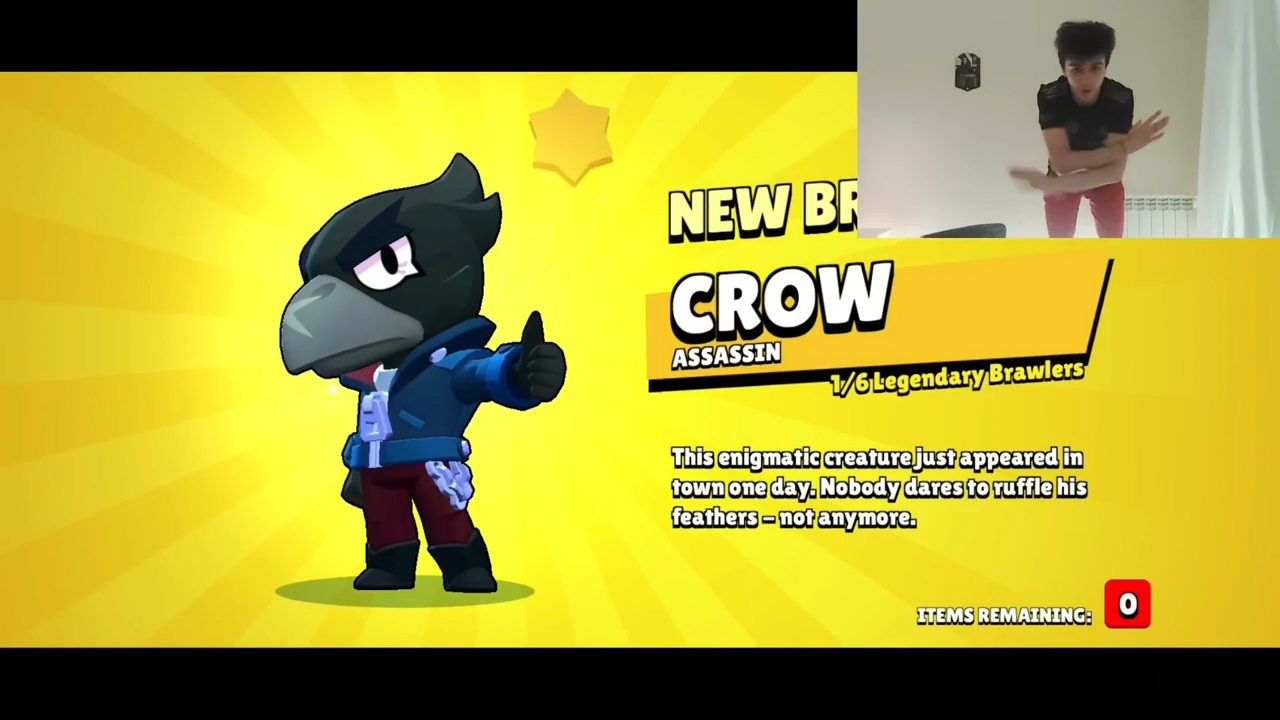 NEW BR
CROW
ASSASSIN
1/6 Legendary Brawlers
This enigmatic creature just appeared in
town one day. Nobody dares to ruffle his
feathers – not anymore.
ITEMS REMAINING: 0